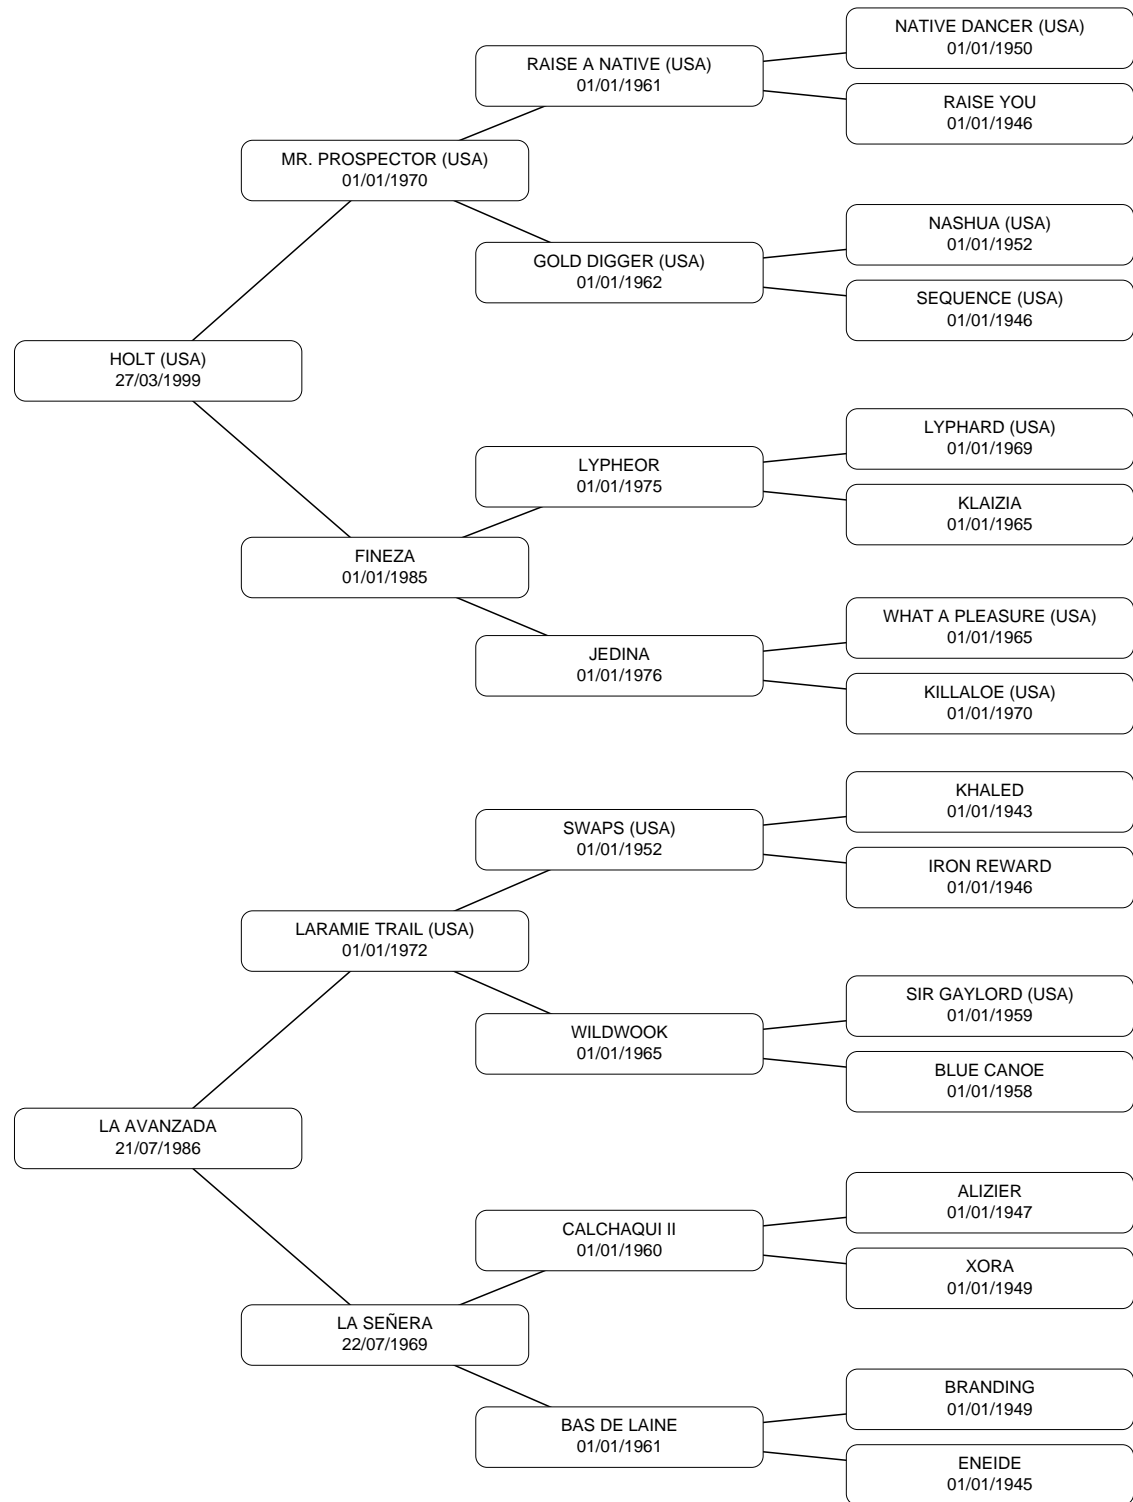 NATIVE DANCER (USA)
01/01/1950
RAISE A NATIVE (USA)
01/01/1961
RAISE YOU
01/01/1946
MR. PROSPECTOR (USA)
01/01/1970
NASHUA (USA)
01/01/1952
GOLD DIGGER (USA)
01/01/1962
SEQUENCE (USA)
01/01/1946
HOLT (USA)
27/03/1999
LYPHARD (USA)
01/01/1969
LYPHEOR
01/01/1975
KLAIZIA
01/01/1965
FINEZA
01/01/1985
WHAT A PLEASURE (USA)
01/01/1965
JEDINA
01/01/1976
KILLALOE (USA)
01/01/1970
KHALED
01/01/1943
SWAPS (USA)
01/01/1952
IRON REWARD
01/01/1946
LARAMIE TRAIL (USA)
01/01/1972
SIR GAYLORD (USA)
01/01/1959
WILDWOOK
01/01/1965
BLUE CANOE
01/01/1958
LA AVANZADA
21/07/1986
ALIZIER
01/01/1947
CALCHAQUI II
01/01/1960
XORA
01/01/1949
LA SEÑERA
22/07/1969
BRANDING
01/01/1949
BAS DE LAINE
01/01/1961
ENEIDE
01/01/1945